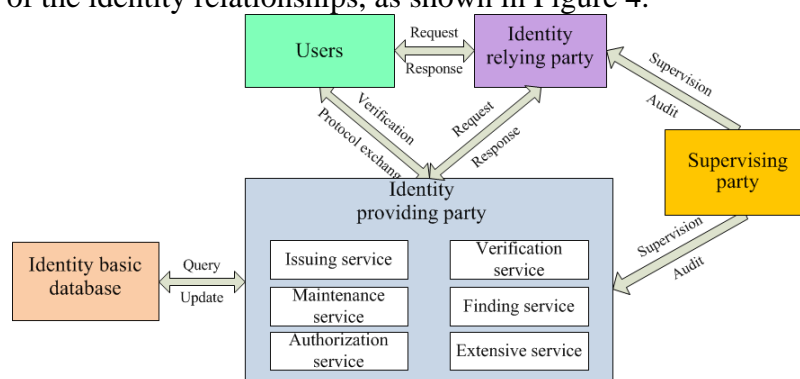 of the identity relationships, as shown in Figure 4.
Users
Request
Response
Identity
relying party
Supervision
Audit
Verification
Protocol exchang
Request
Response
Supervising
party
Identity
providing party
Supervision
Audit
Identity basic
database
Query
Update
Issuing service
Verification
service
Maintenance
service
Finding service
Authorization
service
Extensive service